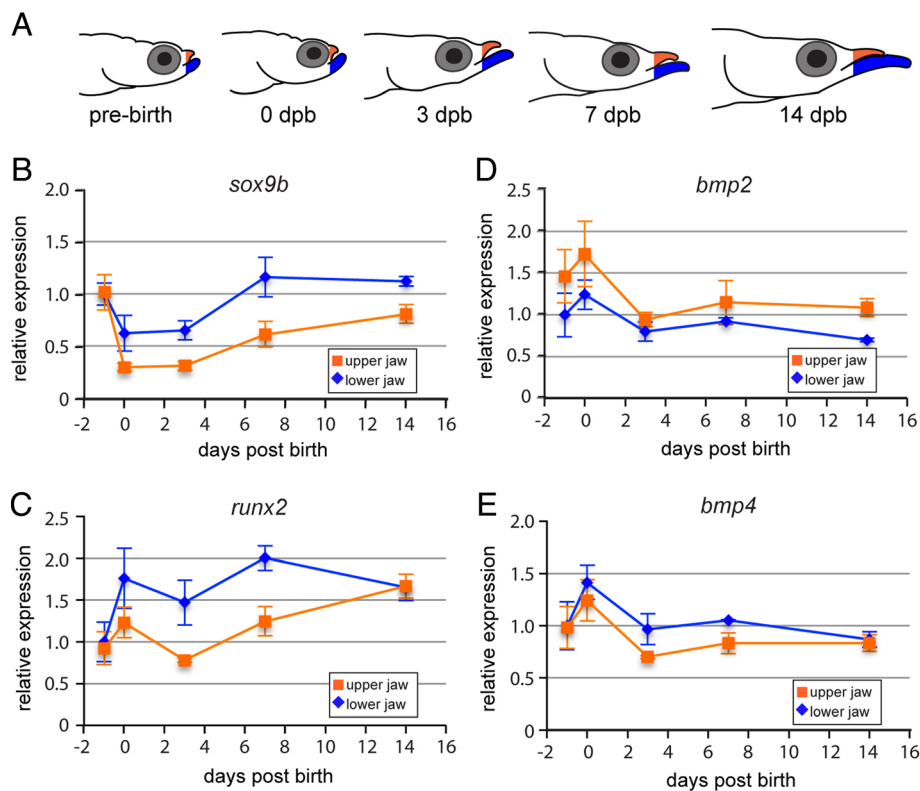 A
pre-birth 0 dpb 3 dpb 7 dpb 14 dpb
B
sox9b
relative expression
2.0
1.5
1.0
0.5
0
upper jaw
lower jaw
-2 0 2 4 6 8 10 12 14 16
days post birth
D
bmp2
relative expression
2.5
2.0
1.5
1.0
0.5
0
upper jaw
lower jaw
-2 0 2 4 6 8 10 12 14 16
days post birth
C
runx2
relative expression
2.5
2.0
1.5
1.0
0.5
0
upper jaw
lower jaw
-2 0 2 4 6 8 10 12 14 16
days post birth
E
bmp4
relative expression
2.0
1.5
1.0
0.5
0
upper jaw
lower jaw
-2 0 2 4 6 8 10 12 14 16
days post birth